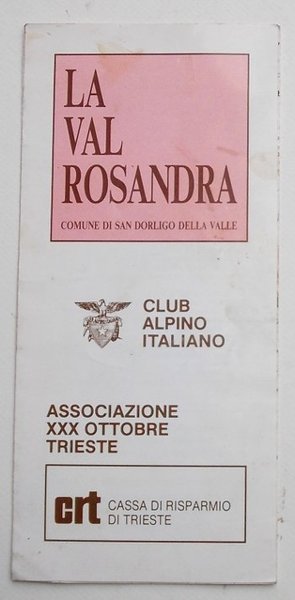 LA
VAL
ROSANDRA
COMUNE DI SAN DORLIGO DELLA VALLE
CLUB
ALPINO
ITALIANO
ASSOCIAZIONE
XXX OTTOBRE
TRIESTE
crt CASSA DI RISPARMIO
DI TRIESTE